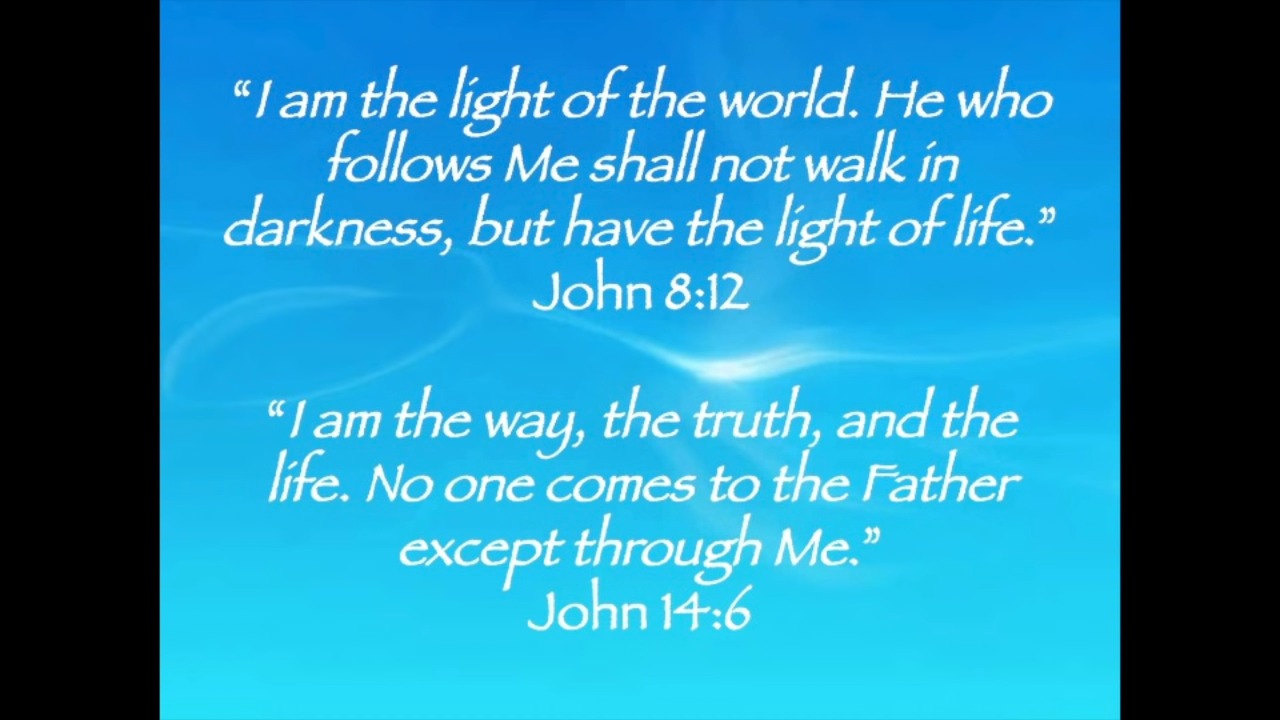 “I am the light of the world. He who
follows Me shall not walk in
darkness, but have the light of life.”
John 8:12
“I am the way, the truth, and the
life. No one comes to the Father
except through Me.”
John 14:6